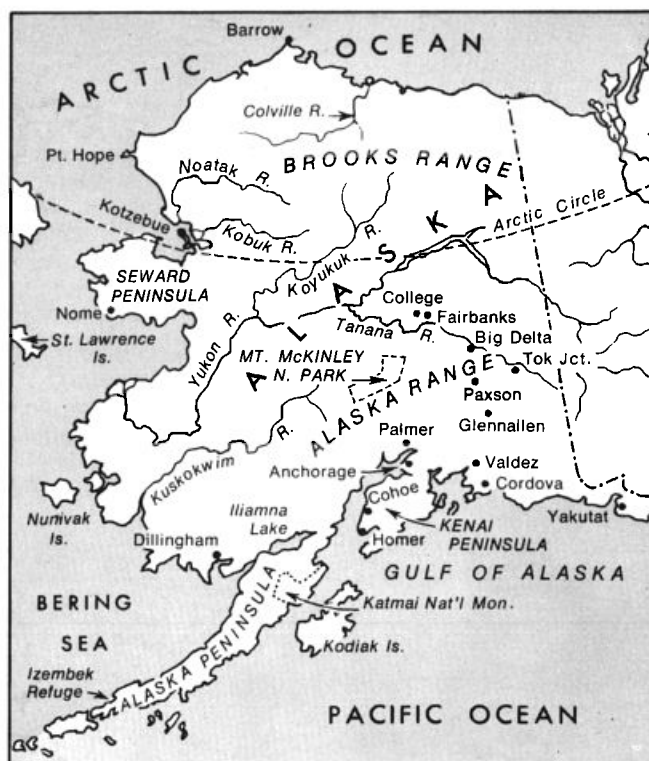 Barrow
ARCTIC OCEAN
Colville R.
Pt. Hope
Noatak R.
BROOKS RANGE
Kotzebue
Kobuk R.
Arctic Circle
ALASKA
SEWARD
PENINSULA
Koyukuk R.
Nome
St. Lawrence
Is.
Yukon R.
College
Fairbanks
Tanana R.
Big Delta
Tok Jct.
MT. McKINLEY
N. PARK
ALASKA RANGE
Paxson
Glennallen
Palmer
Kuskokwim R.
Anchorage
Valdez
Cordova
Nunivak
Is.
Iliamna
Lake
Cohoe
Yakutat
Dillingham
Homer
KENAI
PENINSULA
GULF OF ALASKA
BERING
SEA
Katmai Nat'l Mon.
ALASKA PENINSULA
Kodiak Is.
Izembek
Refuge
PACIFIC OCEAN